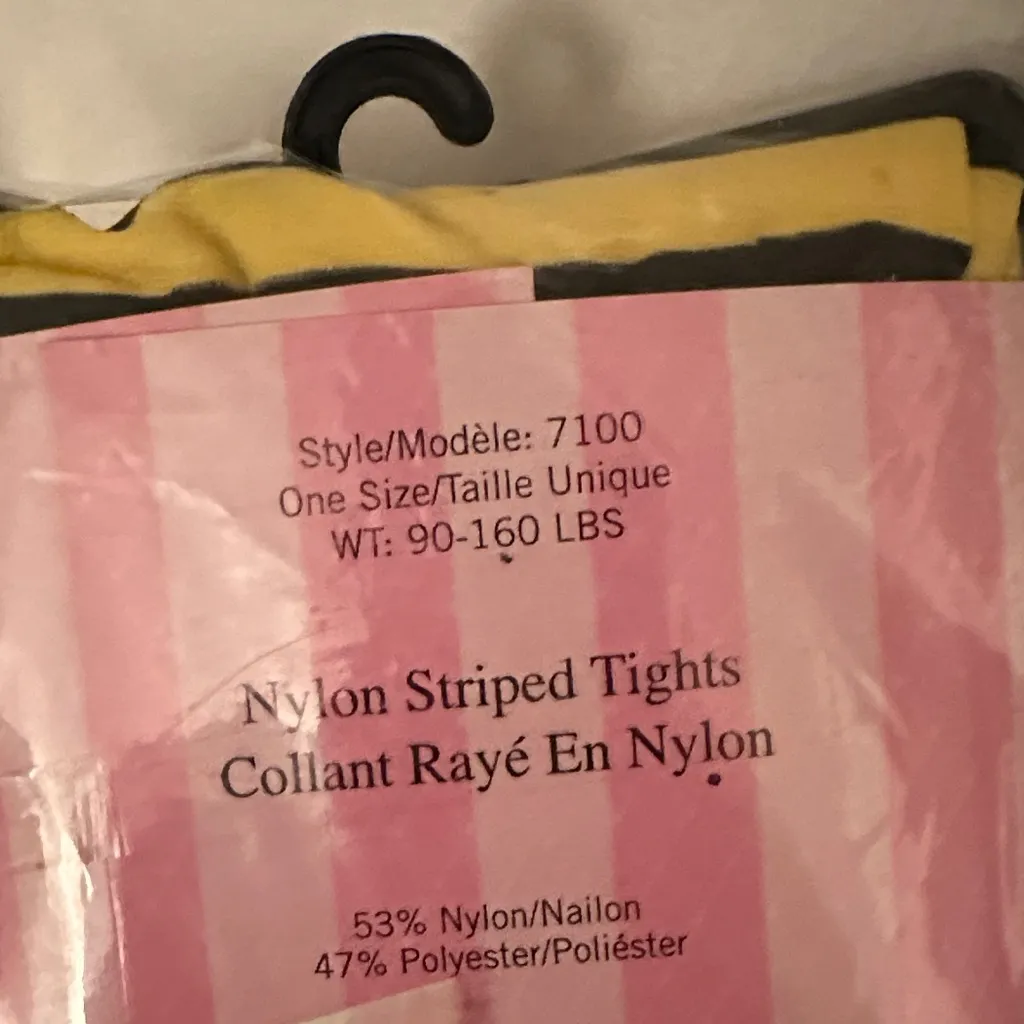 Style/Modèle: 7100
One Size/Taille Unique
WT: 90-160 LBS
Nylon Striped Tights
Collant Rayé En Nylon
53% Nylon/Nailon
47% Polyester/Poliéster